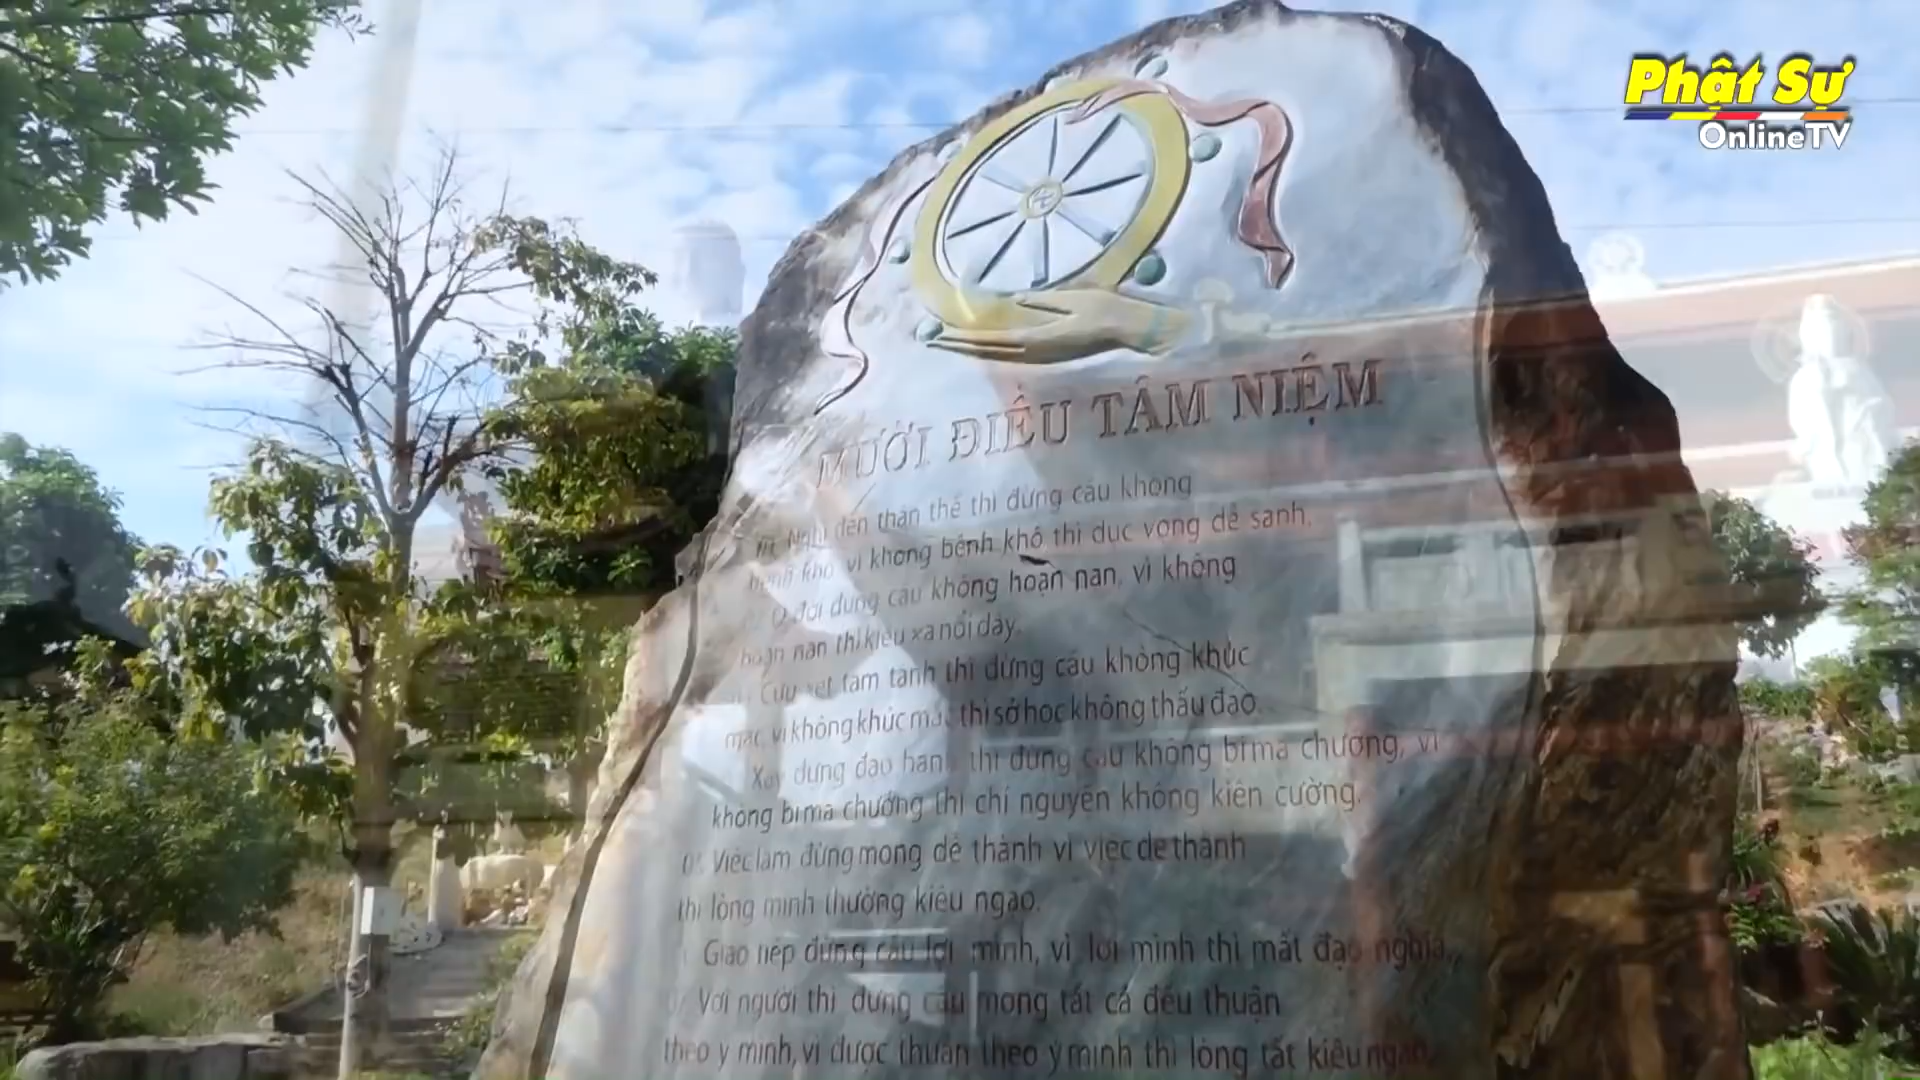 Phật Sự
OnlineTV
MƯỜI ĐIỀU TÂM NIỆM
Nghĩ đến thân thể thì đừng cầu không
bệnh khổ vì không bệnh khổ thì dục vọng dễ sanh.
Ở đời đừng cầu không hoạn nạn, vì không
hoạn nạn thì kiêu xa nổi dậy.
Cứu xét tâm tánh thì đừng cầu không khúc
mắc, vì không khúc mắc thì sở học không thấu đạo.
Xây dựng đạo hạnh thì đừng cầu không bị ma chướng, vì
không bị ma chướng thì chí nguyện không kiên cường.
Việc làm đừng mong dễ thành vì việc dễ thành
thì lòng mình thường kiêu ngạo.
Giao tiếp đừng cầu lợi mình, vì lợi mình thì mất đạo nghĩa.
Với người thì đừng cầu mong tất cả đều thuận
theo ý mình, vì được thuận theo ý mình thì lòng tất kiêu ngạo.